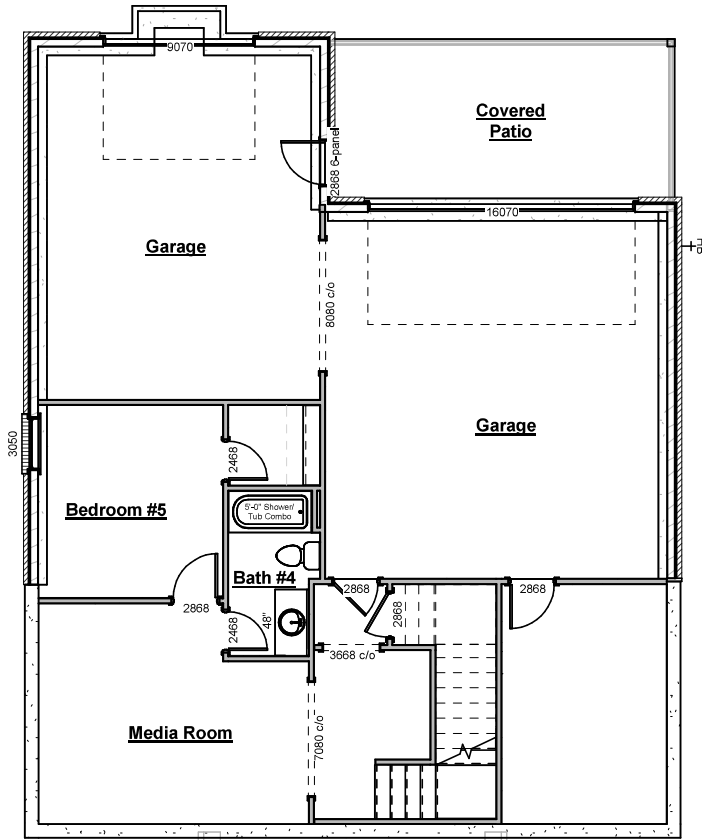 9070
Covered
Patio
2868 6-panel
16070
HB
Garage
8080 c/o
Garage
3050
2468
Bedroom #5
5'-0" Shower/
Tub Combo
Bath #4
2868
2868
2868
2868
2468
48"
3668 c/o
Media Room
7080 c/o